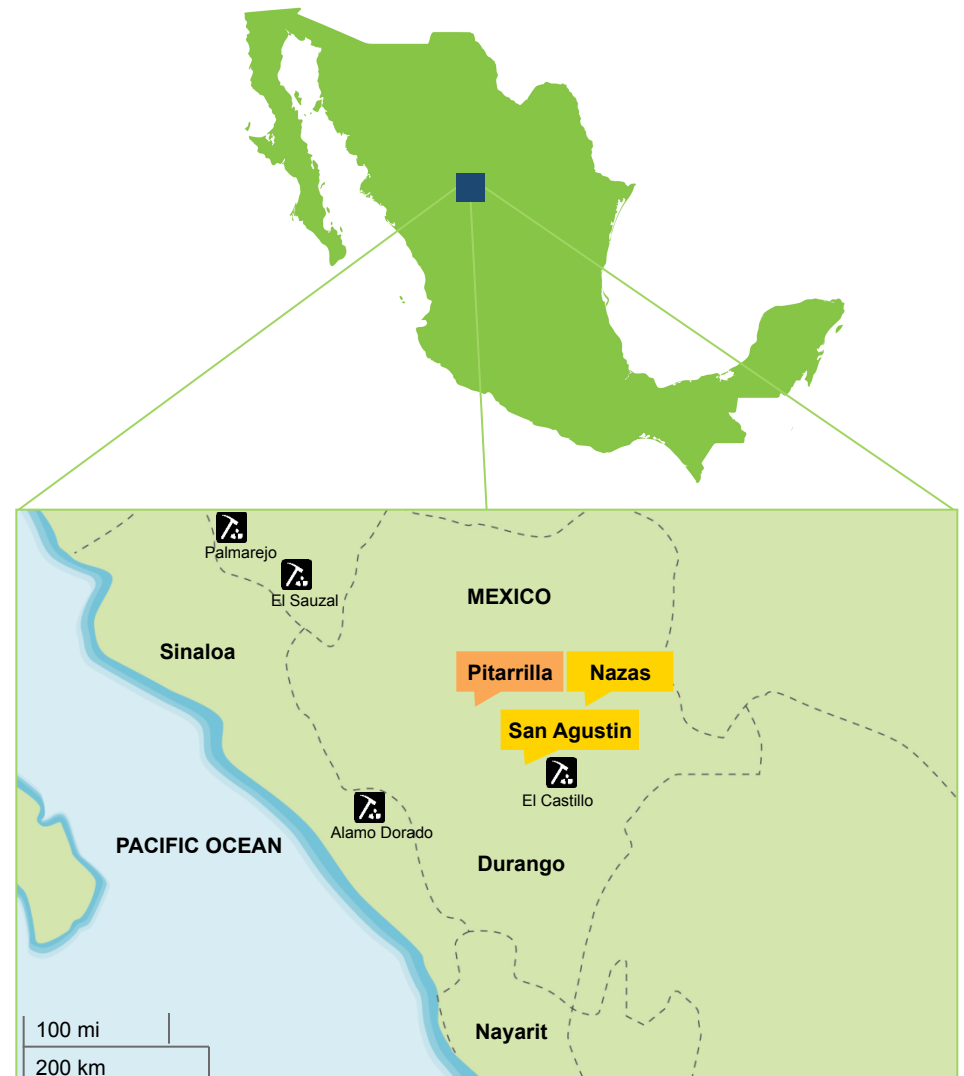 Palmarejo
El Sauzal
MEXICO
Sinaloa
Pitarrilla
Nazas
San Agustin
El Castillo
Alamo Dorado
PACIFIC OCEAN
Durango
Nayarit
100 mi
200 km